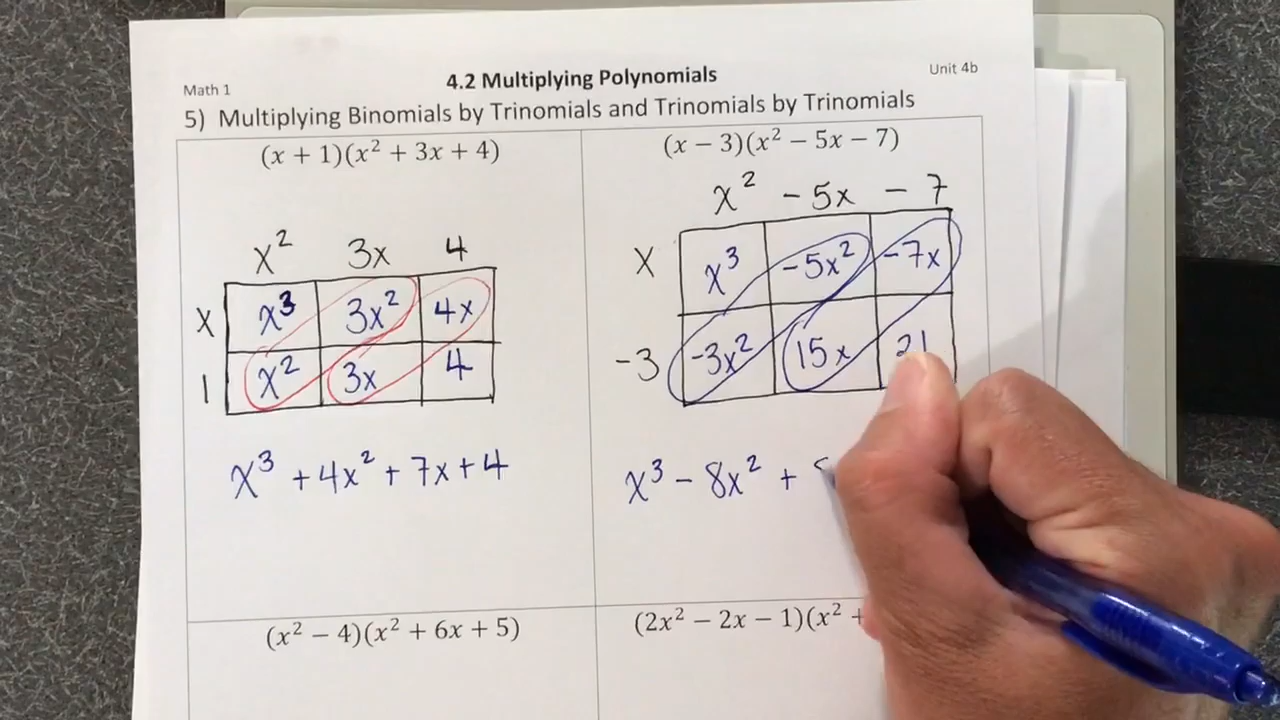 Math 1
4.2 Multiplying Polynomials
Unit 4b
5) Multiplying Binomials by Trinomials and Trinomials by Trinomials
(x + 1)(x² + 3x + 4)
x² 3x 4
x x³ 3x² 4x
1 x² 3x 4
x³ + 4x² + 7x + 4
(x − 3)(x² − 5x − 7)
x² − 5x − 7
x x³ −5x² −7x
−3 −3x² 15x 21
x³ − 8x² +
(x² − 4)(x² + 6x + 5)
(2x² − 2x − 1)(x² +